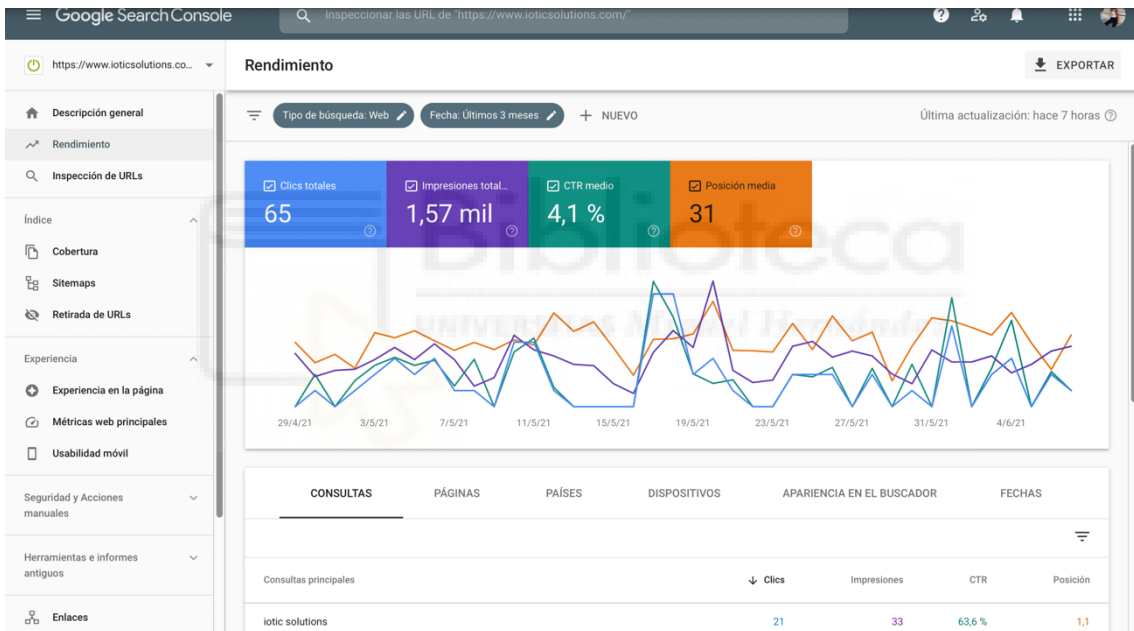 Google Search Console
Inspeccionar las URL de "https://www.ioticsolutions.com/"
https://www.ioticsolutions.co...
Rendimiento
EXPORTAR
Descripción general
Rendimiento
Inspección de URLs
Índice
Cobertura
Sitemaps
Retirada de URLs
Experiencia
Experiencia en la página
Métricas web principales
Usabilidad móvil
Seguridad y Acciones
manuales
Herramientas e informes
antiguos
Enlaces
Tipo de búsqueda: Web
Fecha: Últimos 3 meses
NUEVO
Última actualización: hace 7 horas
Clics totales
65
Impresiones total...
1,57 mil
CTR medio
4,1 %
Posición media
31
Biblioteca
UNIVERSITAS Miguel Hernández
29/4/21 3/5/21 7/5/21 11/5/21 15/5/21 19/5/21 23/5/21 27/5/21 31/5/21 4/6/21
CONSULTAS PÁGINAS PAÍSES DISPOSITIVOS APARIENCIA EN EL BUSCADOR FECHAS
Consultas principales Clics Impresiones CTR Posición
iotic solutions 21 33 63,6 % 1,1